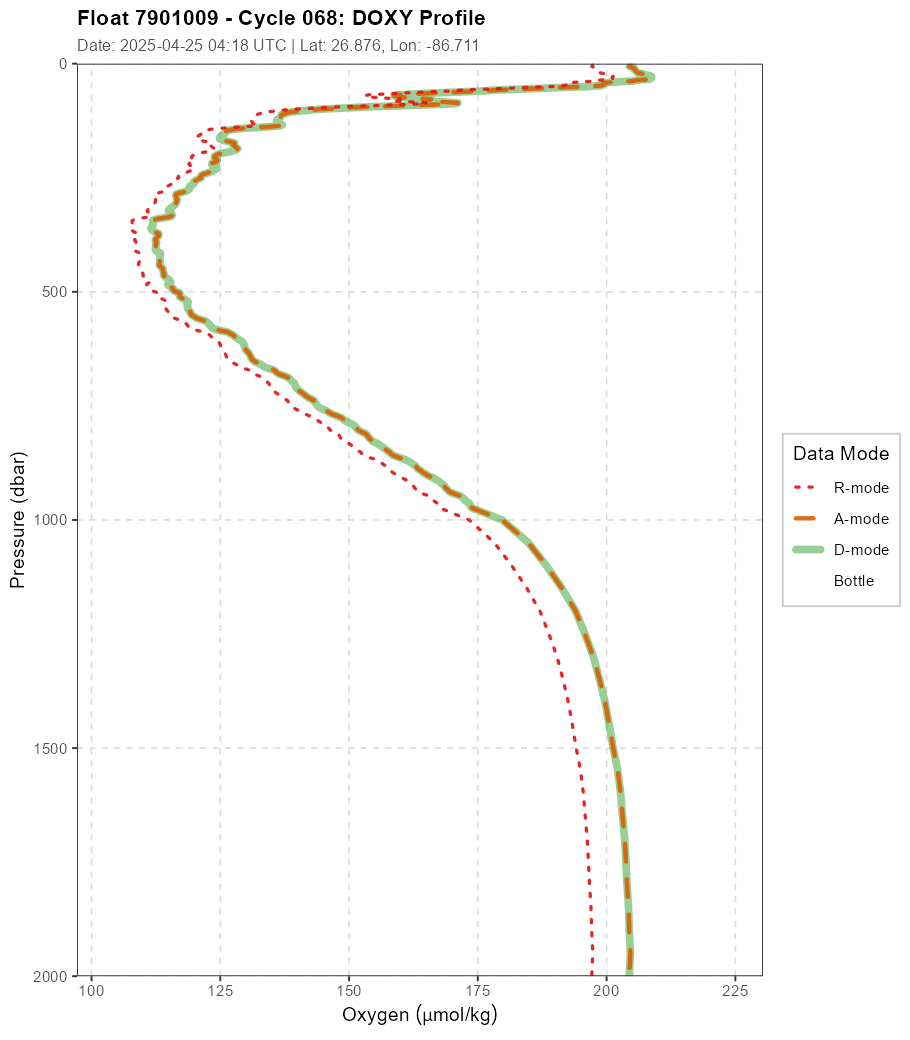 Float 7901009 - Cycle 068: DOXY Profile
Date: 2025-04-25 04:18 UTC | Lat: 26.876, Lon: -86.711
0
500
1000
1500
2000
Pressure (dbar)
100 125 150 175 200 225
Oxygen (µmol/kg)
Data Mode
R-mode
A-mode
D-mode
Bottle